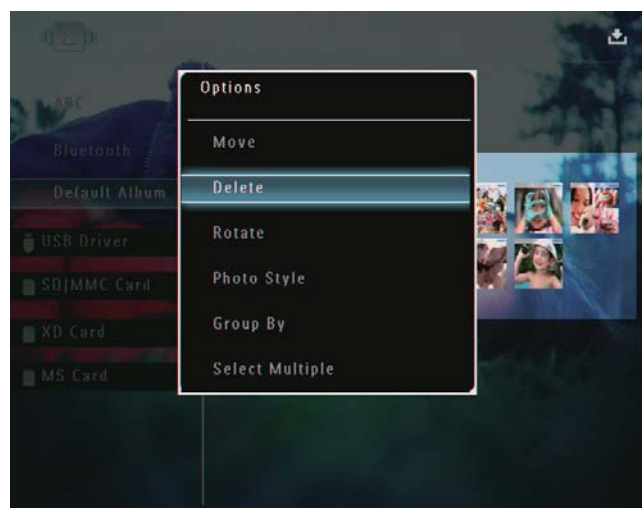 Options
Move
Delete
Rotate
Photo Style
Group By
Select Multiple
ABC
Bluetooth
Default Album
USB Driver
SD|MMC Card
XD Card
MS Card